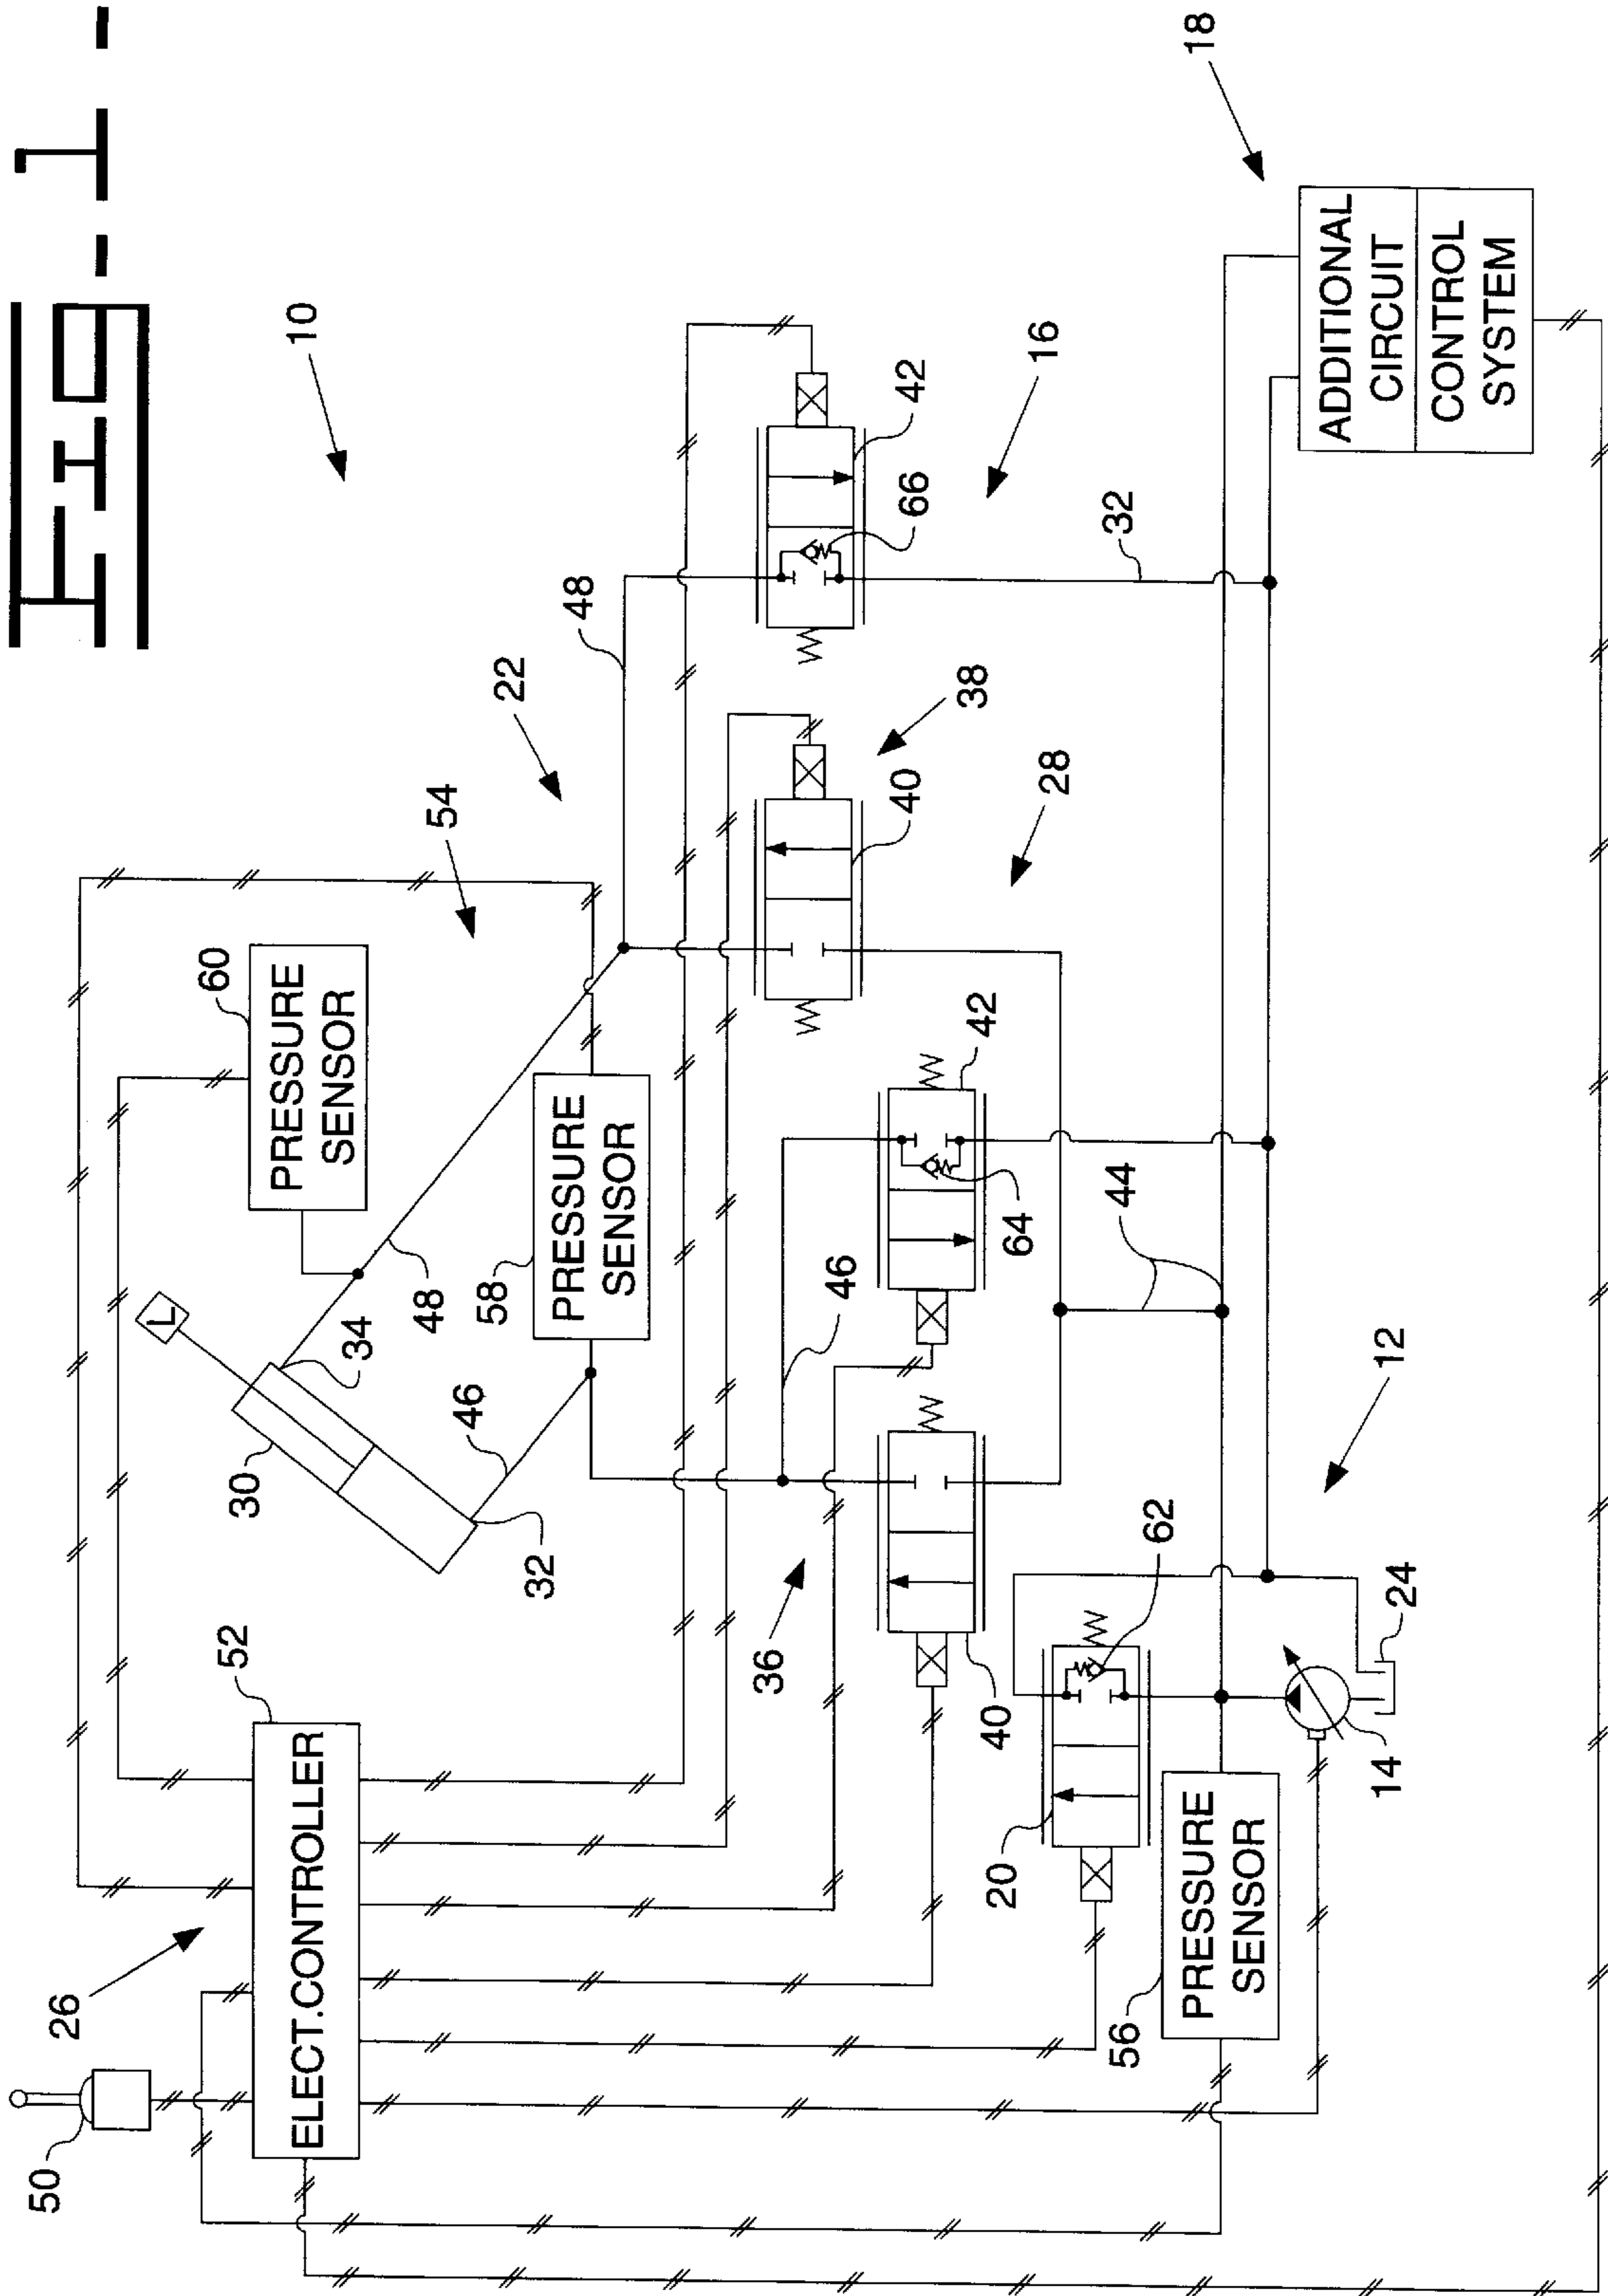 FIG-1-
10
18
16
42
66
32
48
22
38
40
28
54
60
PRESSURE
SENSOR
L
34
48
30
32
46
58
PRESSURE
SENSOR
42
64
46
44
12
36
40
62
24
14
20
56
PRESSURE
SENSOR
ADDITIONAL
CIRCUIT
CONTROL
SYSTEM
52
ELECT.CONTROLLER
26
50